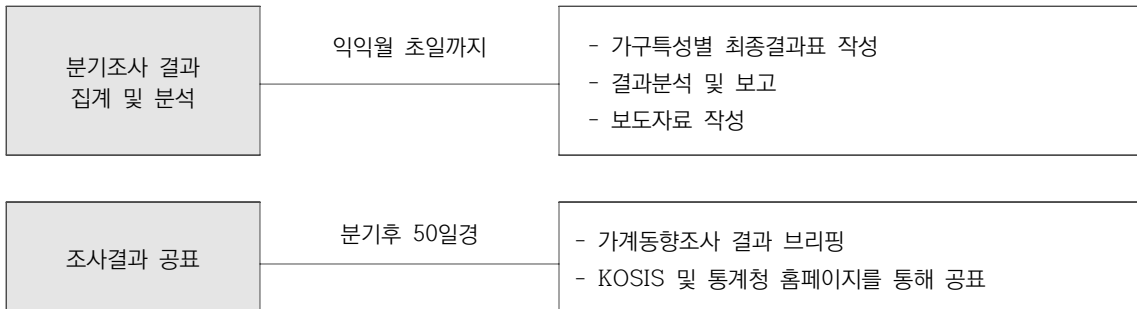 분기조사 결과
집계 및 분석
익익월 초일까지
- 가구특성별 최종결과표 작성
- 결과분석 및 보고
- 보도자료 작성
조사결과 공표
분기후 50일경
- 가계동향조사 결과 브리핑
- KOSIS 및 통계청 홈페이지를 통해 공표